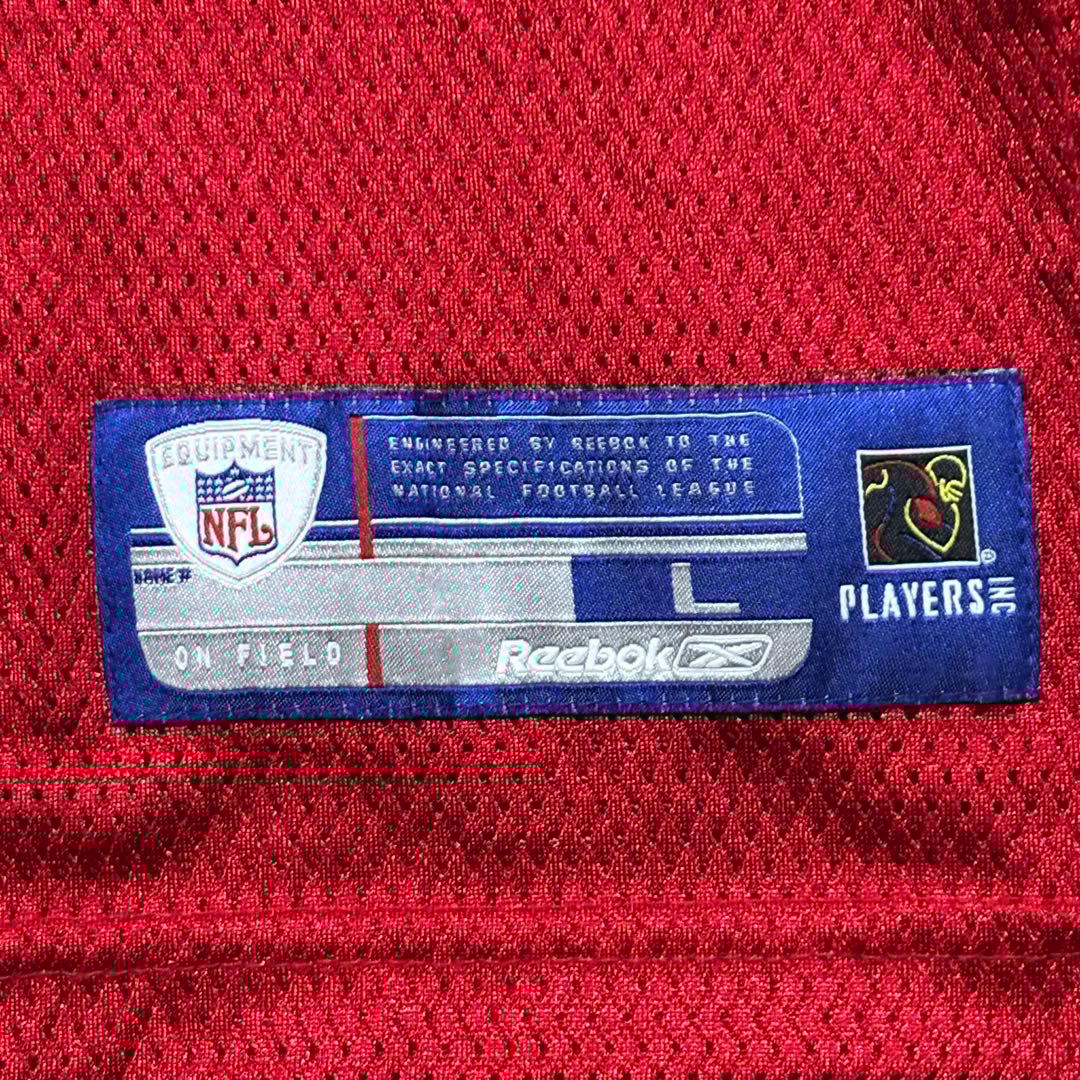 EQUIPMENT
NFL
ENGINEERED BY REEBOK TO THE
EXACT SPECIFICATIONS OF THE
NATIONAL FOOTBALL LEAGUE
NAME #
L
ON FIELD
Reebok
®
PLAYERS INC